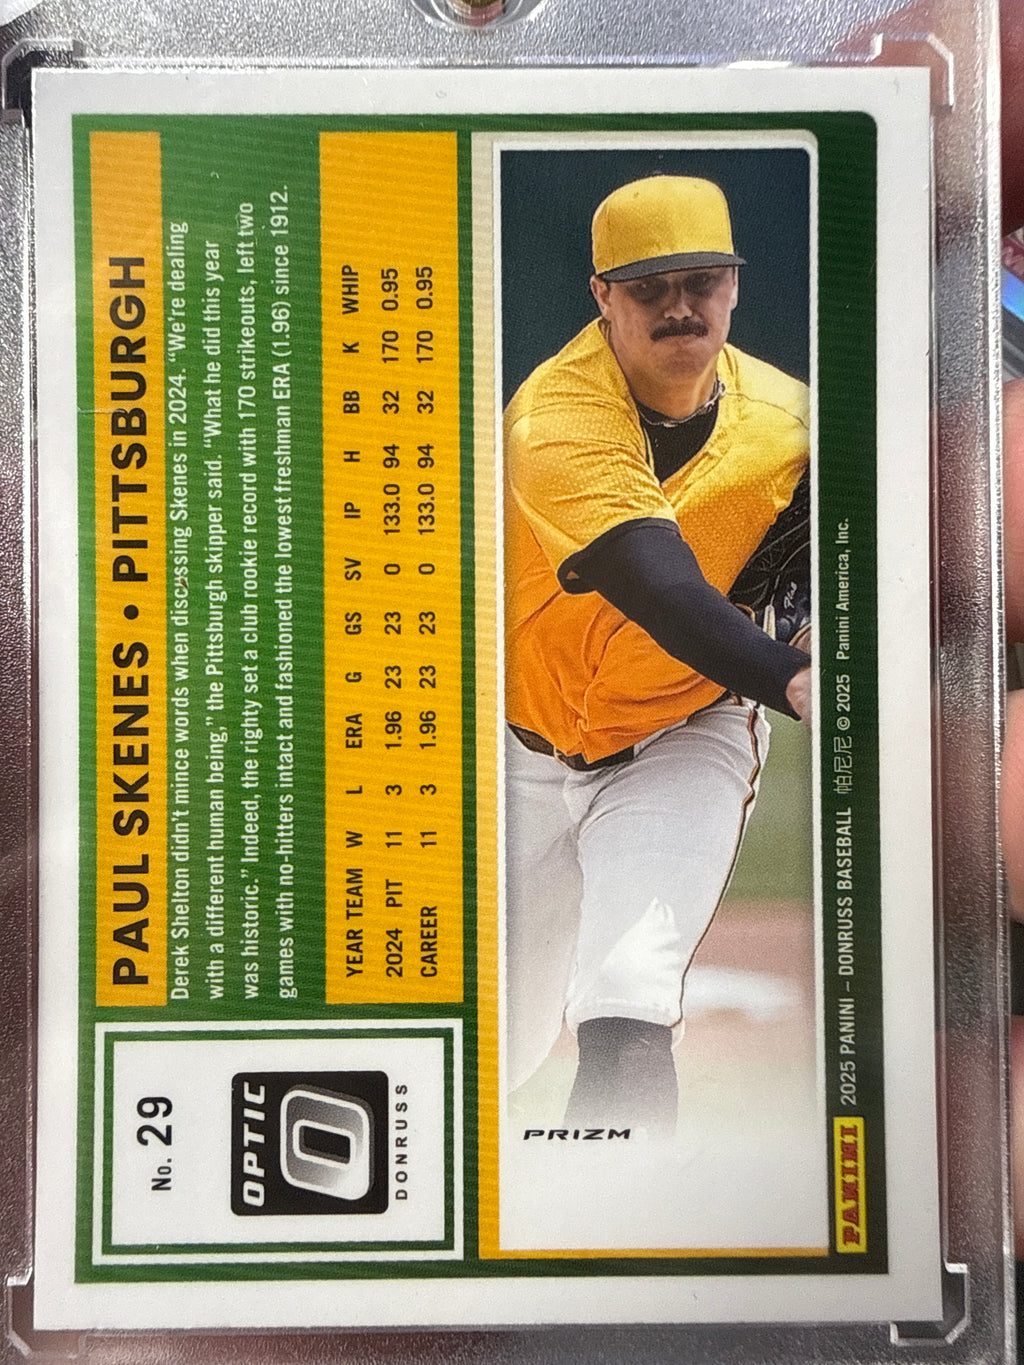 No. 29
OPTIC
DONRUSS
PAUL SKENES • PITTSBURGH
Derek Shelton didn't mince words when discussing Skenes in 2024. “We're dealing
with a different human being,” the Pittsburgh skipper said. “What he did this year
was historic.” Indeed, the righty set a club rookie record with 170 strikeouts, left two
games with no-hitters intact and fashioned the lowest freshman ERA (1.96) since 1912.
YEAR TEAM W L ERA G GS SV IP H BB K WHIP
2024 PIT 11 3 1.96 23 23 0 133.0 94 32 170 0.95
CAREER 11 3 1.96 23 23 0 133.0 94 32 170 0.95
PRIZM
PANINI
2025 PANINI – DONRUSS BASEBALL 帕尼尼 © 2025 Panini America, Inc.